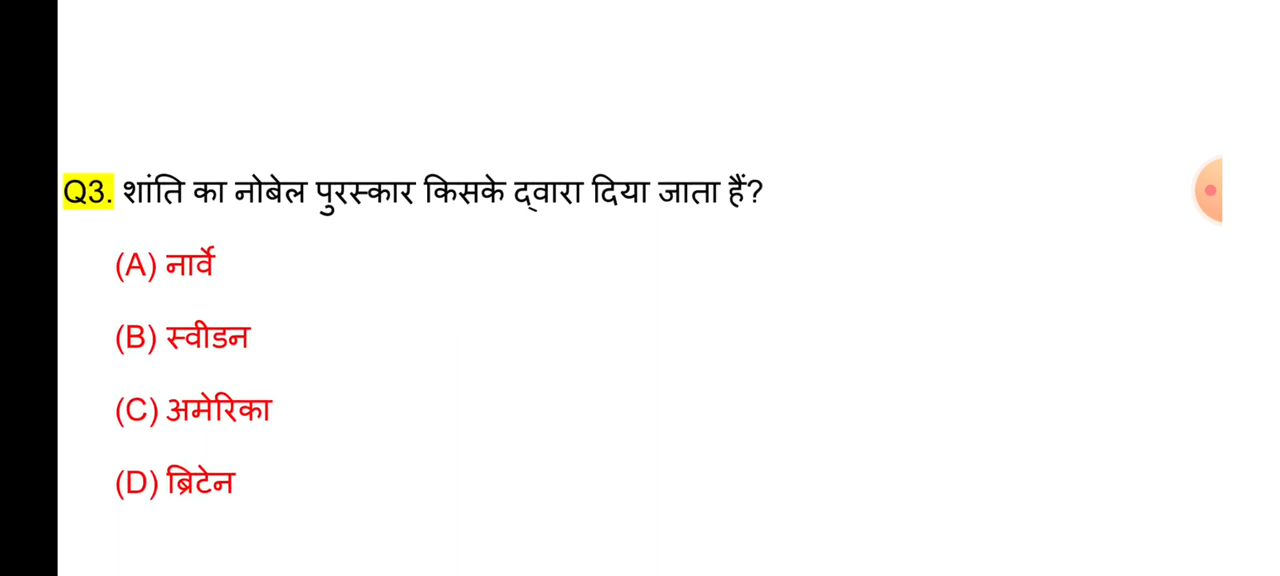 Q3. शांति का नोबेल पुरस्कार किसके द्वारा दिया जाता हैं?
(A) नार्वे
(B) स्वीडन
(C) अमेरिका
(D) ब्रिटेन